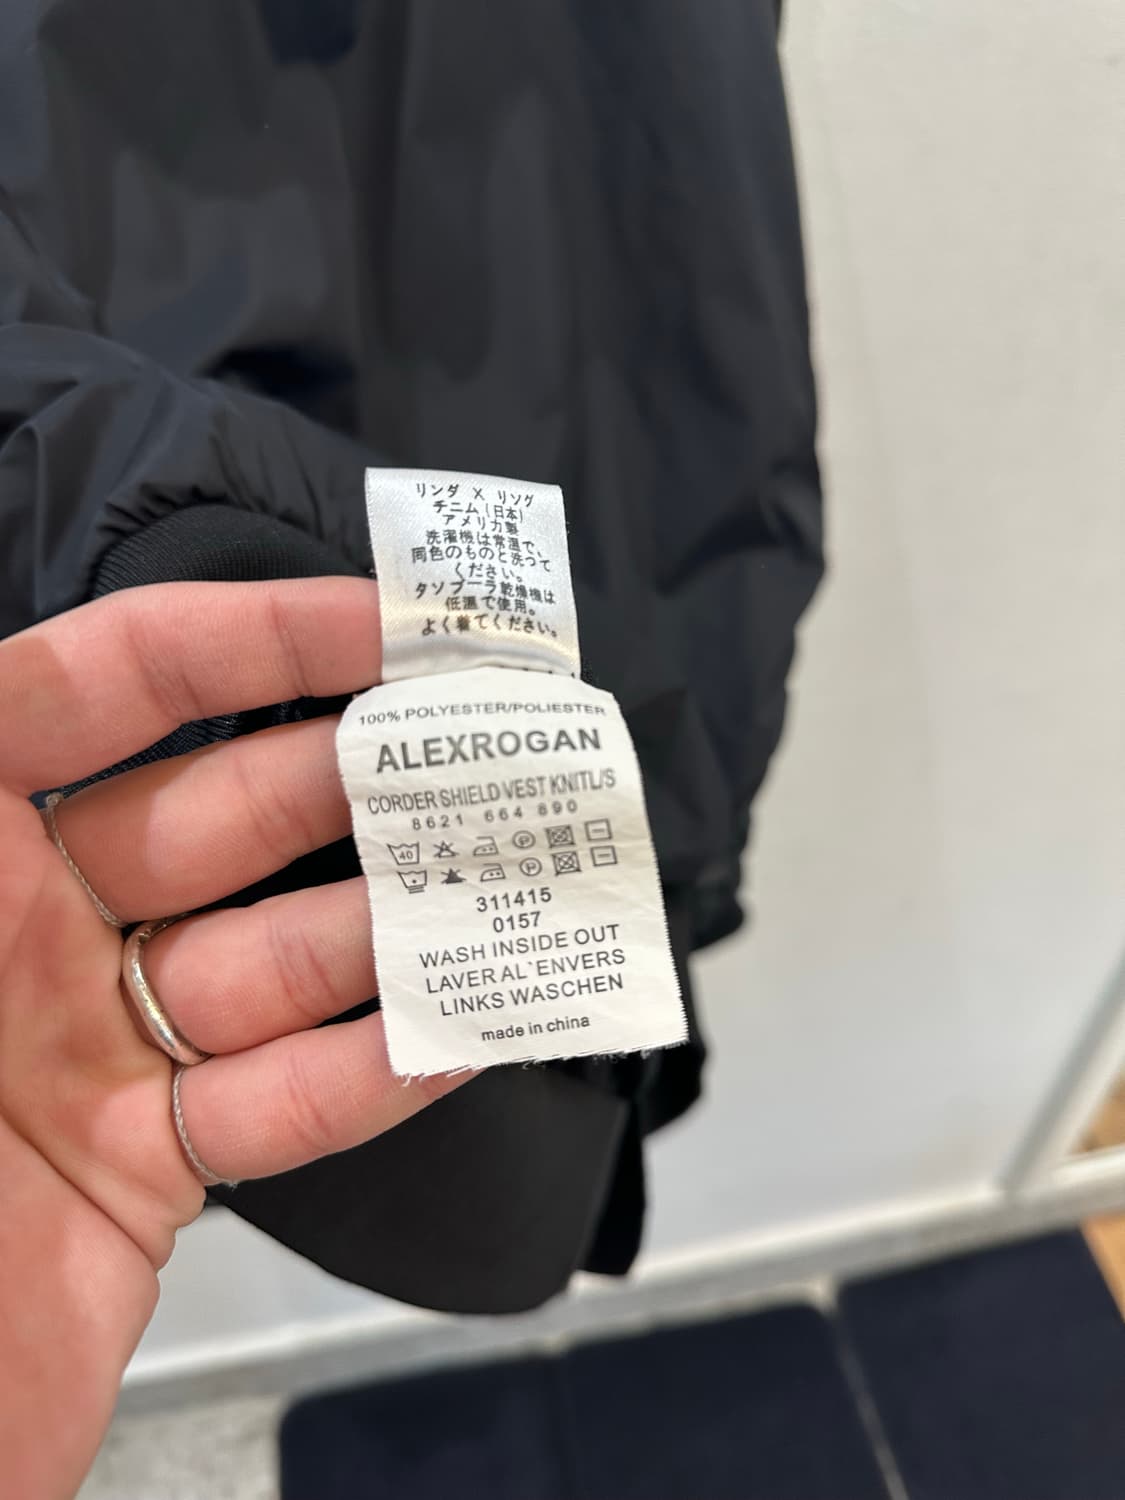 リンダ X リソグ
チニム(日本)
アメリカ製
洗濯機は常温で、
同色のものと洗って
ください。
タソブーラ乾燥機は
低温で使用。
よく着てください。
100% POLYESTER/POLIESTER
ALEXROGAN
CORDER SHIELD VEST KNITL/S
8621 664 890
40 P
P
311415
0157
WASH INSIDE OUT
LAVER AL`ENVERS
LINKS WASCHEN
made in china